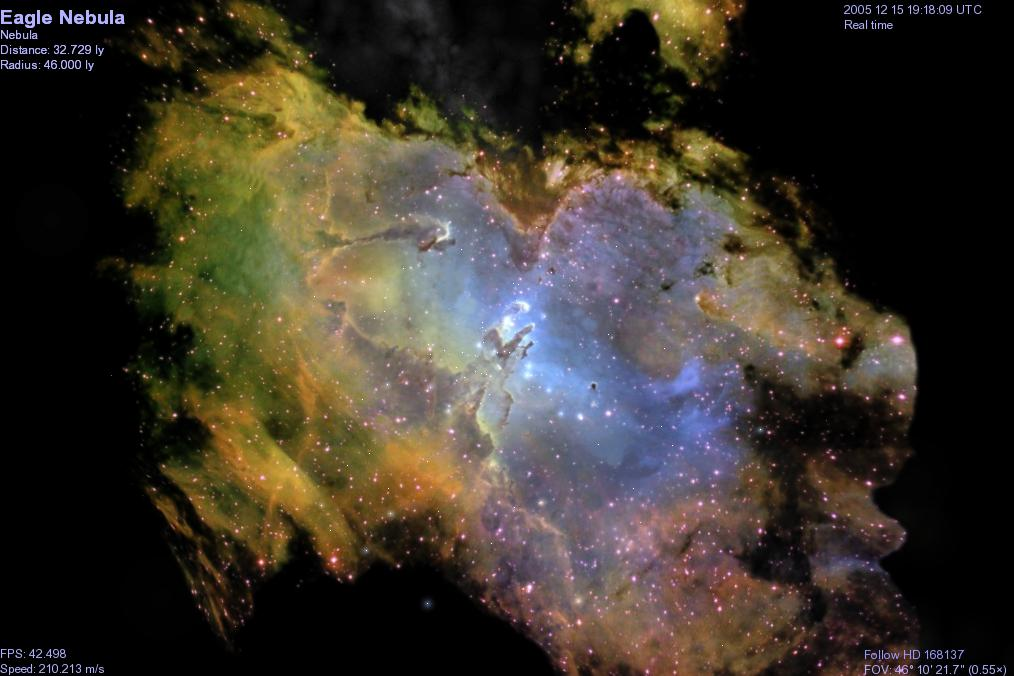 Eagle Nebula
Nebula
Distance: 32.729 ly
Radius: 46.000 ly
2005 12 15 19:18:09 UTC
Real time
FPS: 42.498
Speed: 210.213 m/s
Follow HD 168137
FOV: 46° 10' 21.7" (0.55×)